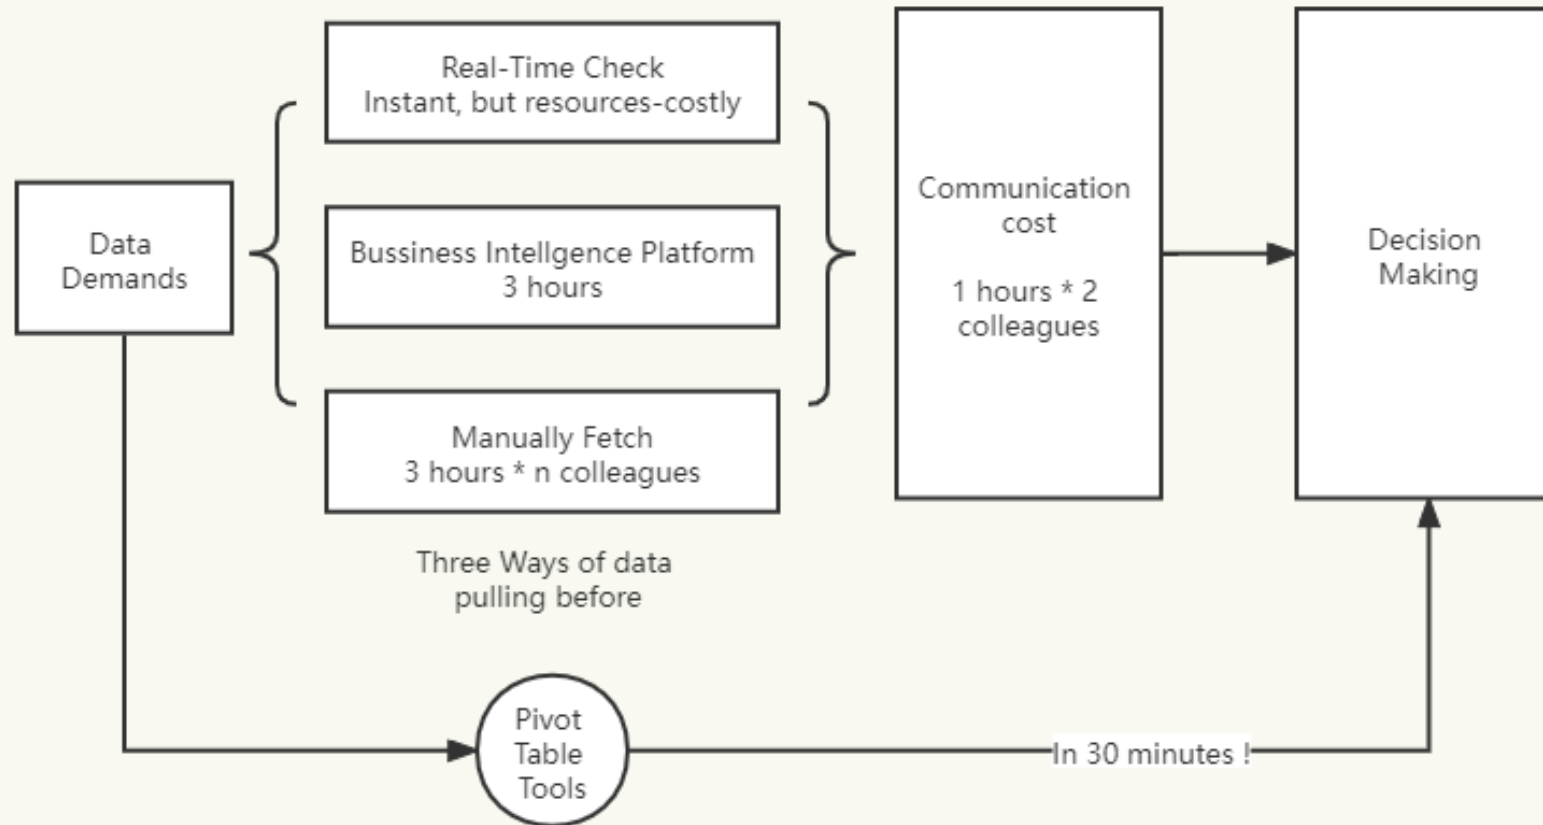 Data
Demands
Real-Time Check
Instant, but resources-costly
Bussiness Intellgence Platform
3 hours
Manually Fetch
3 hours * n colleagues
Three Ways of data
pulling before
Communication
cost
1 hours * 2
colleagues
Decision
Making
Pivot
Table
Tools
In 30 minutes !